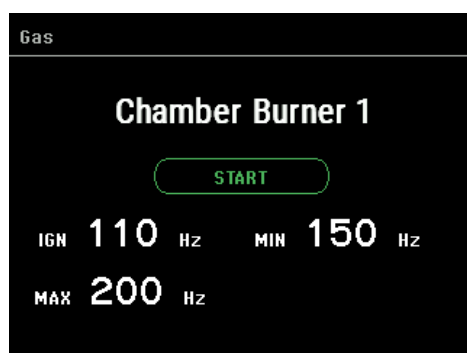 Gas
Chamber Burner 1
START
IGN 110 Hz MIN 150 Hz
MAX 200 Hz